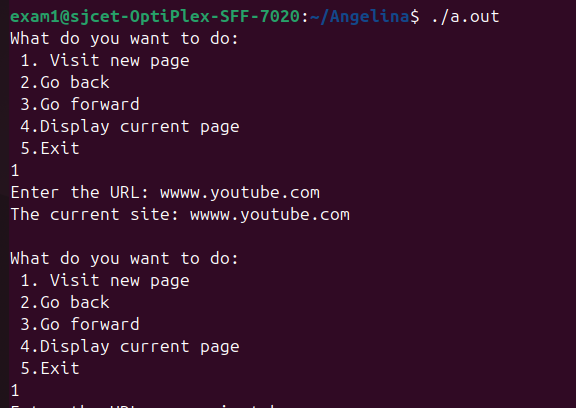 exam1@sjcet-OptiPlex-SFF-7020:~/Angelina$ ./a.out
What do you want to do:
1. Visit new page
2.Go back
3.Go forward
4.Display current page
5.Exit
1
Enter the URL: wwww.youtube.com
The current site: wwww.youtube.com
What do you want to do:
1. Visit new page
2.Go back
3.Go forward
4.Display current page
5.Exit
1